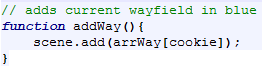 // adds current wayfield in blue
function addWay(){
scene.add(arrWay[cookie]);
}